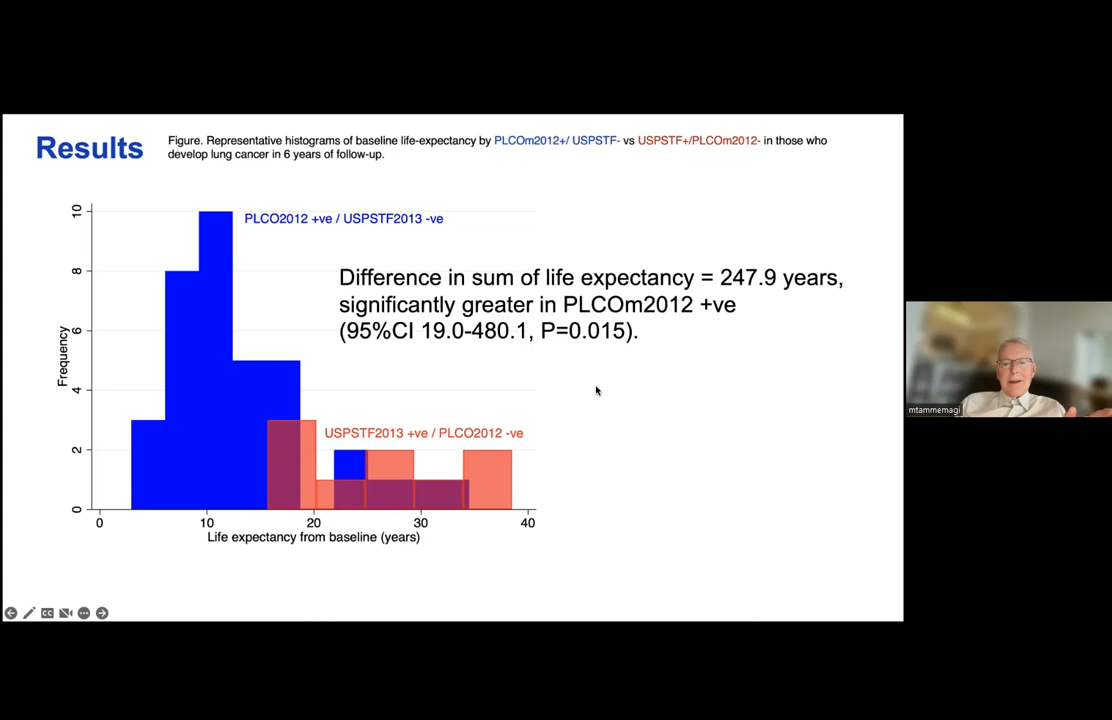 Results
Figure. Representative histograms of baseline life-expectancy by PLCOm2012+/ USPSTF- vs USPSTF+/PLCOm2012- in those who
develop lung cancer in 6 years of follow-up.
10
8
6
4
2
0
Frequency
PLCO2012 +ve / USPSTF2013 -ve
Difference in sum of life expectancy = 247.9 years,
significantly greater in PLCOm2012 +ve
(95%CI 19.0-480.1, P=0.015).
USPSTF2013 +ve / PLCO2012 -ve
0 10 20 30 40
Life expectancy from baseline (years)
CC
mtammemagi